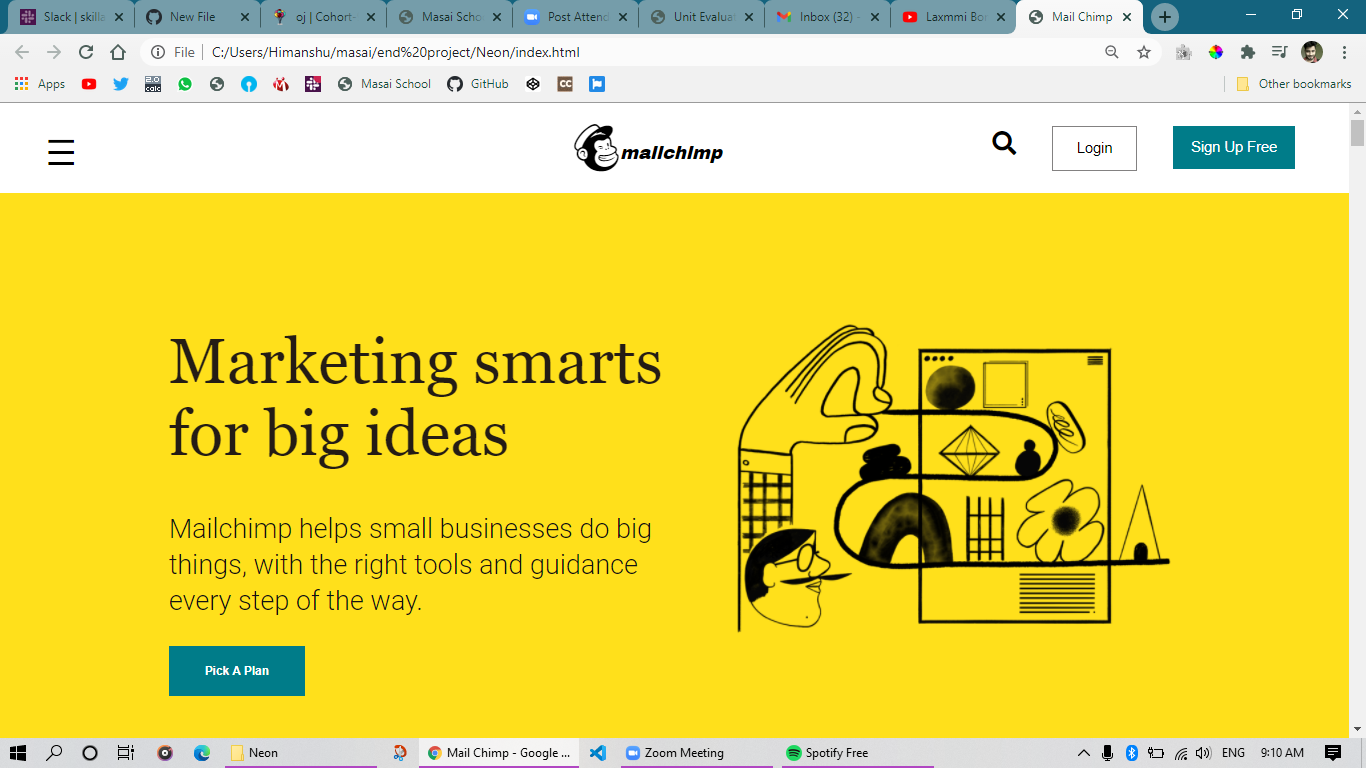 Slack | skilla
New File
oj | Cohort-
Masai Scho
Post Attend
Unit Evaluat
Inbox (32) -
Laxmmi Bo
Mail Chimp
File
C:/Users/Himanshu/masai/end%20project/Neon/index.html
Apps
Masai School
GitHub
CC
Other bookmarks
mailchimp
Login
Sign Up Free
Marketing smarts
for big ideas
Mailchimp helps small businesses do big
things, with the right tools and guidance
every step of the way.
Pick A Plan
Neon
Mail Chimp - Google ...
Zoom Meeting
Spotify Free
ENG
9:10 AM